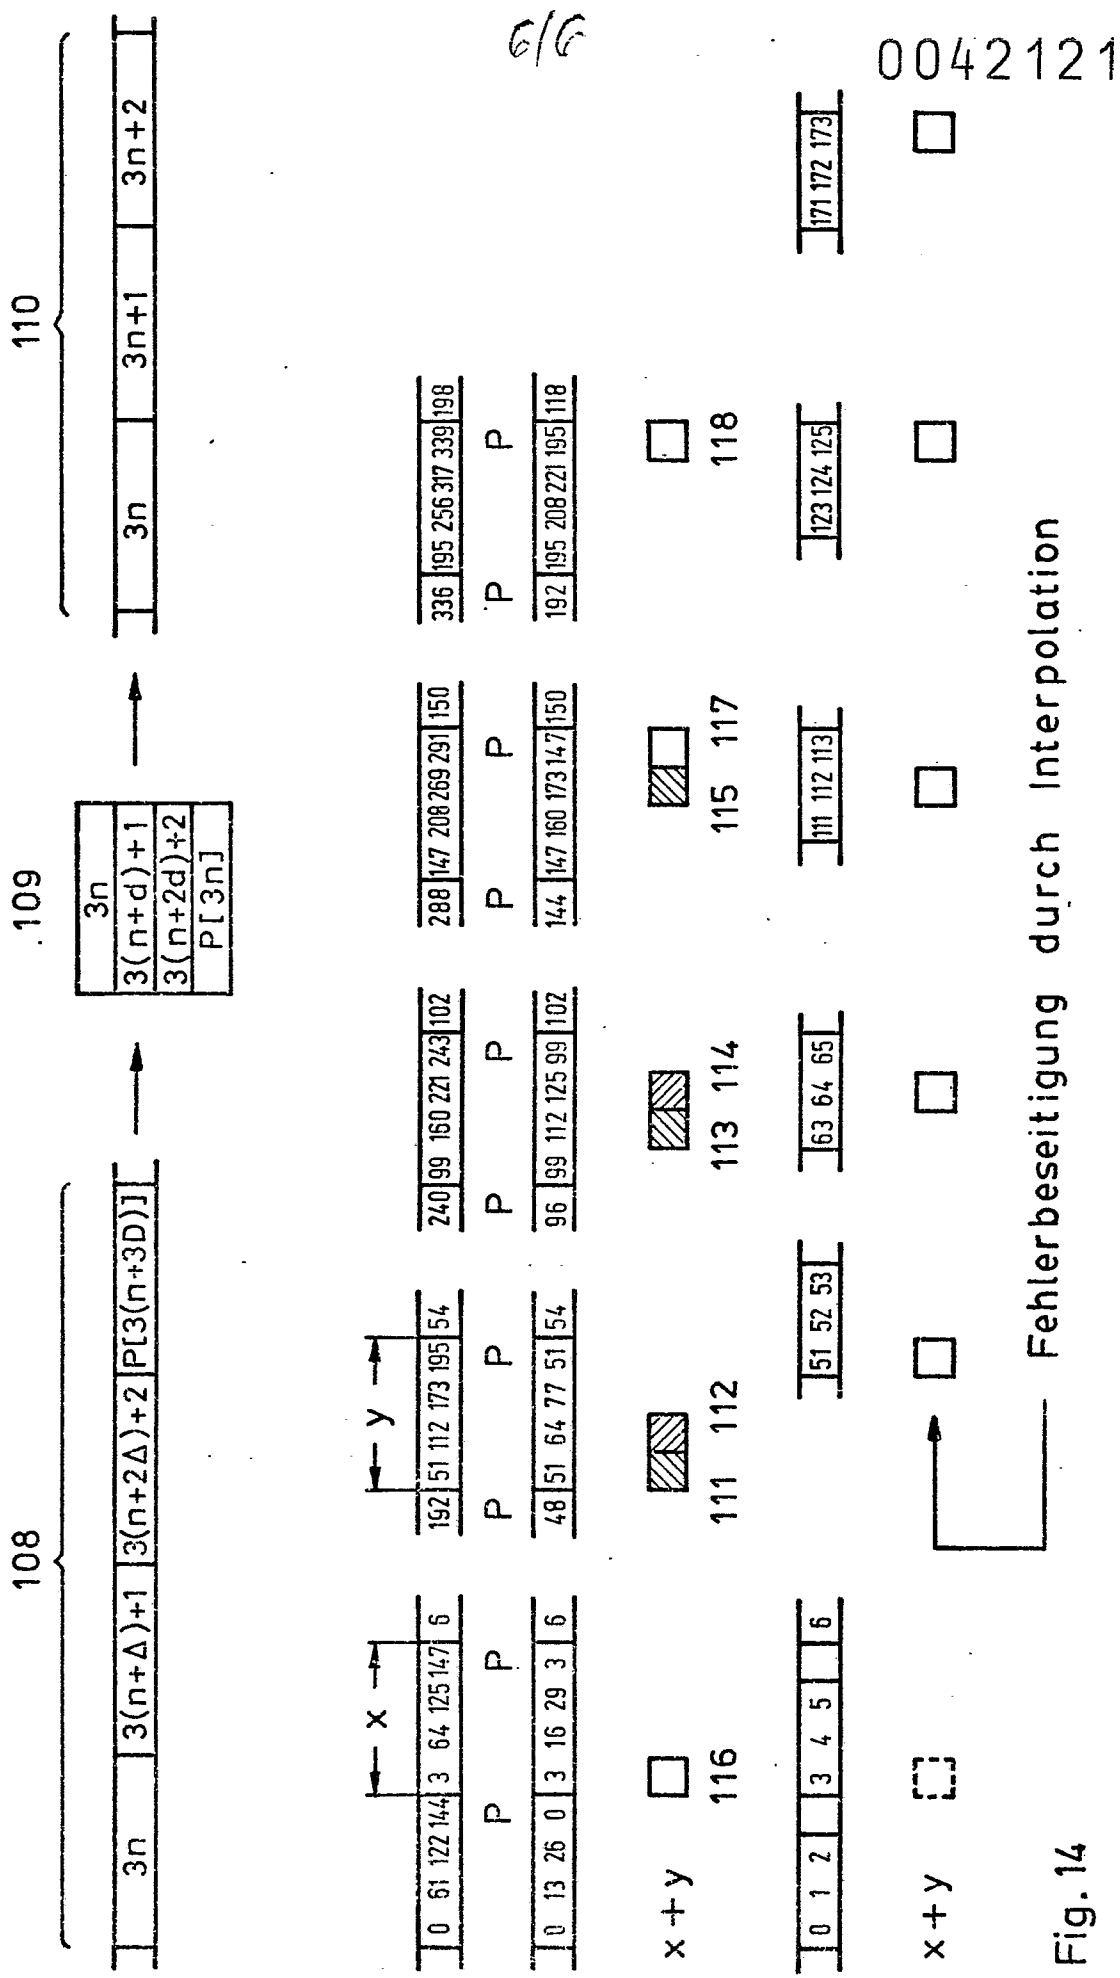 6/6
0042121
108
109
110
3n
3(n+Δ)+1
3(n+2Δ)+2
P[3(n+3D)]
3n
3(n+d)+1
3(n+2d)+2
P[3n]
3n
3n+1
3n+2
x
y
0 61 122 144 3 64 125 147 6
192 51 112 173 195 54
240 99 160 221 243 102
288 147 208 269 291 150
336 195 256 317 339 198
P P P P P P P P P P
0 13 26 0 3 16 29 3 6
48 51 64 77 51 54
96 99 112 125 99 102
144 147 160 173 147 150
192 195 208 221 195 118
x+y
116 111 112 113 114 115 117 118
0 1 2 3 4 5 6
51 52 53
63 64 65
111 112 113
123 124 125
171 172 173
x+y
Fehlerbeseitigung durch Interpolation
Fig. 14